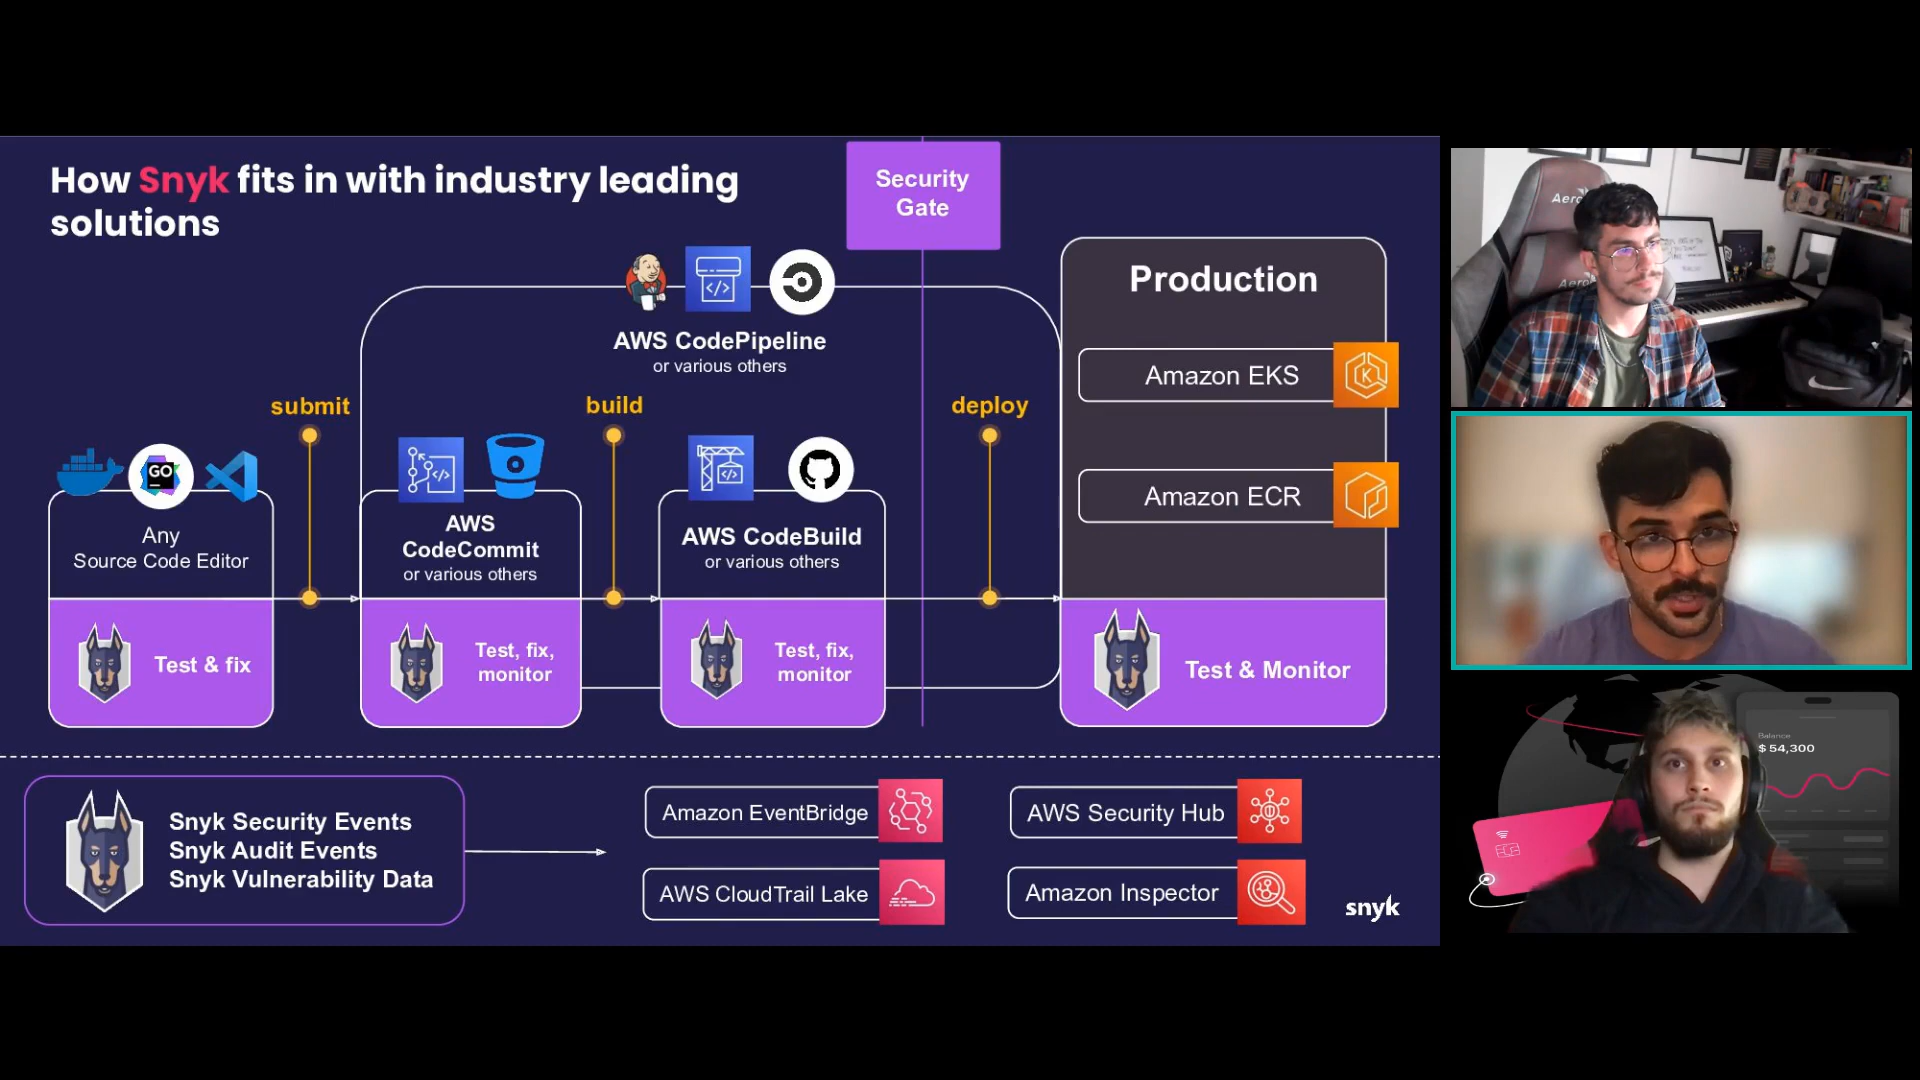 How Snyk fits in with industry leading
solutions
Security
Gate
AWS CodePipeline
or various others
Production
Amazon EKS
Amazon ECR
submit
build
deploy
GO
Any
Source Code Editor
AWS
CodeCommit
or various others
AWS CodeBuild
or various others
Test & fix
Test, fix,
monitor
Test, fix,
monitor
Test & Monitor
Snyk Security Events
Snyk Audit Events
Snyk Vulnerability Data
Amazon EventBridge
AWS Security Hub
AWS CloudTrail Lake
Amazon Inspector
snyk
Balance
$ 54,300